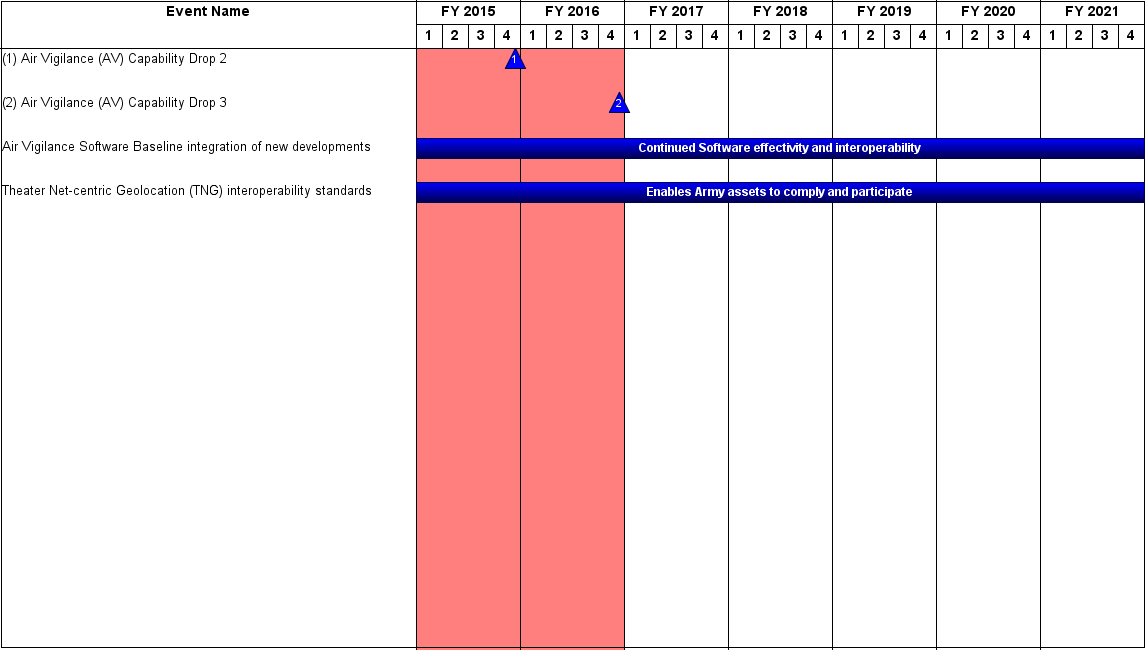 Event Name FY 2015 FY 2016 FY 2017 FY 2018 FY 2019 FY 2020 FY 2021
1 2 3 4 1 2 3 4 1 2 3 4 1 2 3 4 1 2 3 4 1 2 3 4 1 2 3 4
(1) Air Vigilance (AV) Capability Drop 2 1
(2) Air Vigilance (AV) Capability Drop 3 2
Air Vigilance Software Baseline integration of new developments Continued Software effectivity and interoperability
Theater Net-centric Geolocation (TNG) interoperability standards Enables Army assets to comply and participate